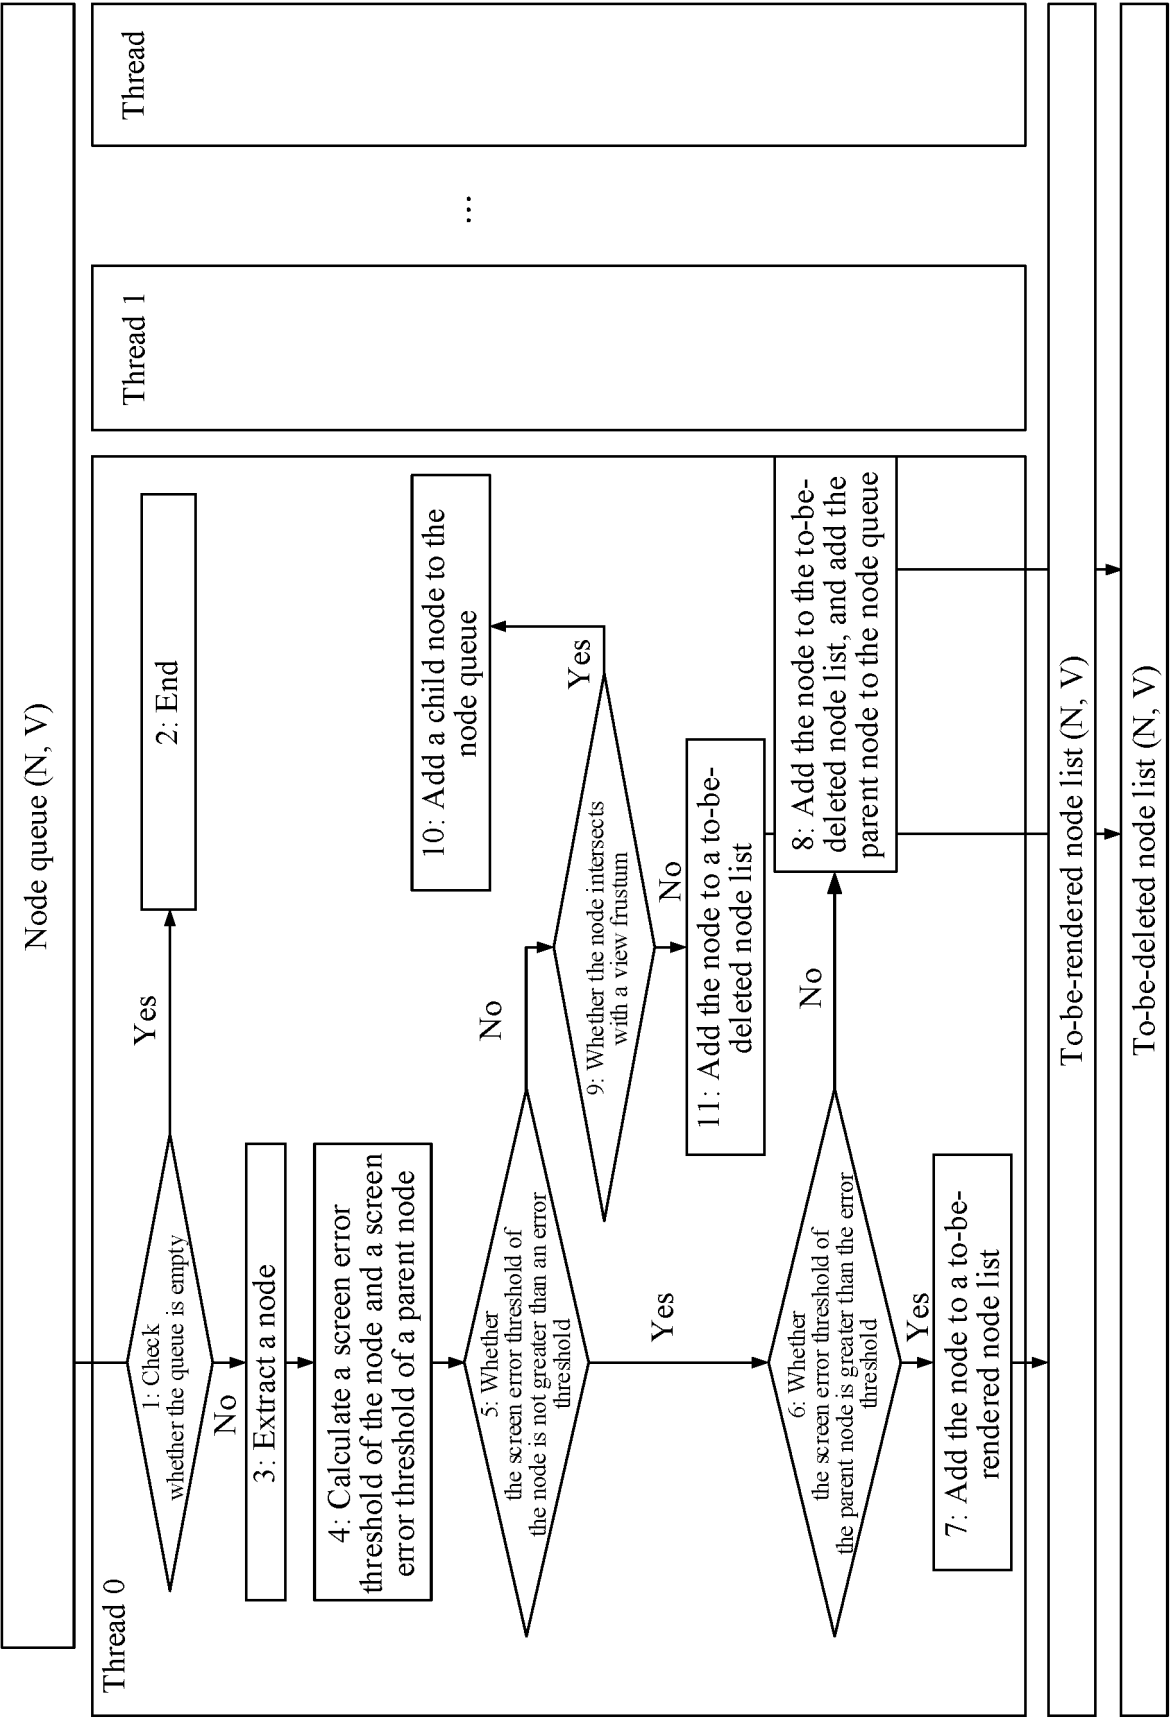 Node queue (N, V)
Thread 0
1: Check
whether the queue is empty
Yes
2: End
No
3: Extract a node
4: Calculate a screen error
threshold of the node and a screen
error threshold of a parent node
5: Whether
the screen error threshold of
the node is not greater than an error
threshold
No
9: Whether the node intersects
with a view frustum
Yes
10: Add a child node to the
node queue
No
11: Add the node to a to-be-
deleted node list
Yes
6: Whether
the screen error threshold of
the parent node is greater than the error
threshold
No
8: Add the node to the to-be-
deleted node list, and add the
parent node to the node queue
Yes
7: Add the node to a to-be-
rendered node list
Thread 1
...
Thread
To-be-rendered node list (N, V)
To-be-deleted node list (N, V)